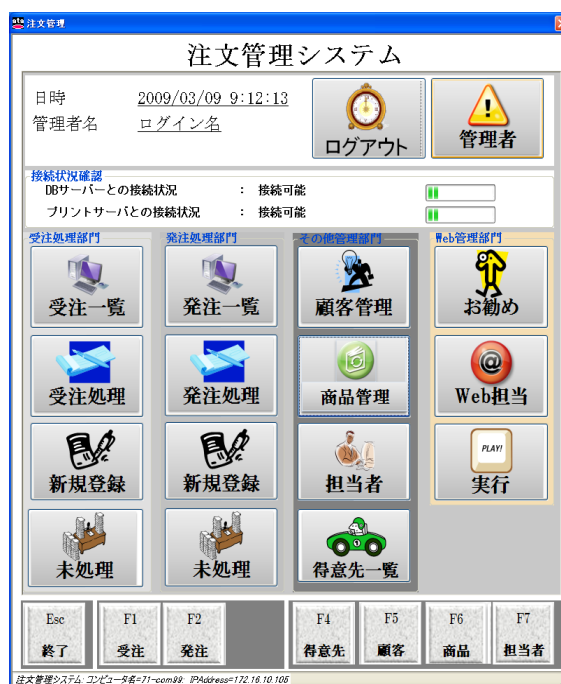 注文管理
注文管理システム
日時 2009/03/09 9:12:13
管理者名 ログイン名
ログアウト
管理者
接続状況確認
DBサーバーとの接続状況 : 接続可能
プリントサーバとの接続状況 : 接続可能
受注処理部門 発注処理部門 その他管理部門 Web管理部門
受注一覧 発注一覧 顧客管理 お勧め
受注処理 発注処理 商品管理 Web担当
新規登録 新規登録 担当者 PLAY! 実行
未処理 未処理 得意先一覧
Esc F1 F2 F4 F5 F6 F7
終了 受注 発注 得意先 顧客 商品 担当者
注文管理システム: コンピュータ名=71-com99: IPAddress=172.16.10.106